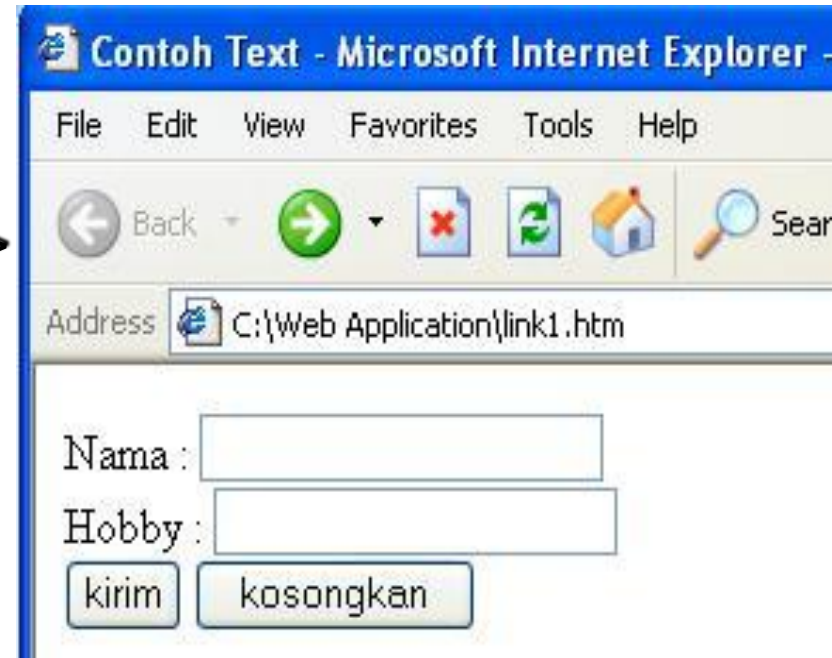 Contoh Text - Microsoft Internet Explorer -
File Edit View Favorites Tools Help
Back Sear
Address C:\Web Application\link1.htm
Nama :
Hobby :
kirim kosongkan